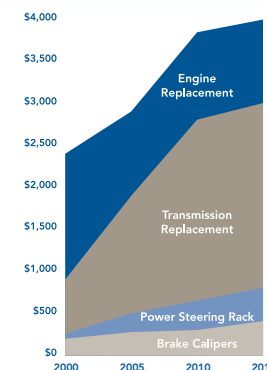 $4,000
$3,500
$3,000
$2,500
$2,000
$1,500
$1,000
$500
$0
Engine
Replacement
Transmission
Replacement
Power Steering Rack
Brake Calipers
2000 2005 2010